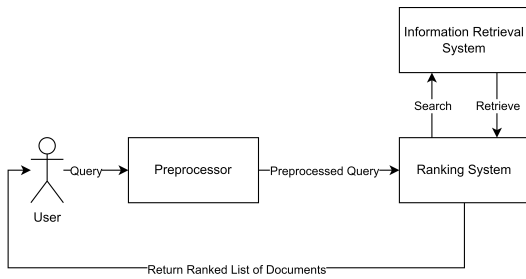 Information Retrieval
System
Search
Retrieve
Query
Preprocessor
Preprocessed Query
Ranking System
User
Return Ranked List of Documents